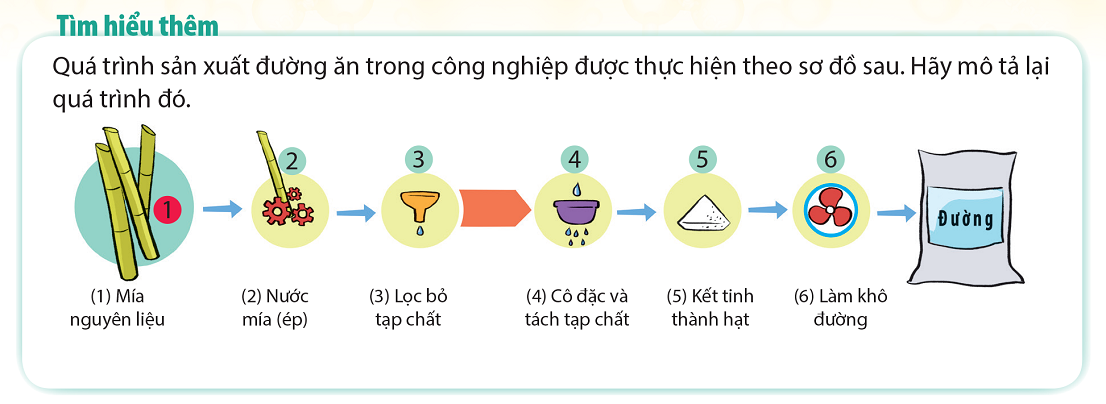 Tìm hiểu thêm
Quá trình sản xuất đường ăn trong công nghiệp được thực hiện theo sơ đồ sau. Hãy mô tả lại
quá trình đó.
1
2
3
4
5
6
Đường
(1) Mía
nguyên liệu
(2) Nước
mía (ép)
(3) Lọc bỏ
tạp chất
(4) Cô đặc và
tách tạp chất
(5) Kết tinh
thành hạt
(6) Làm khô
đường